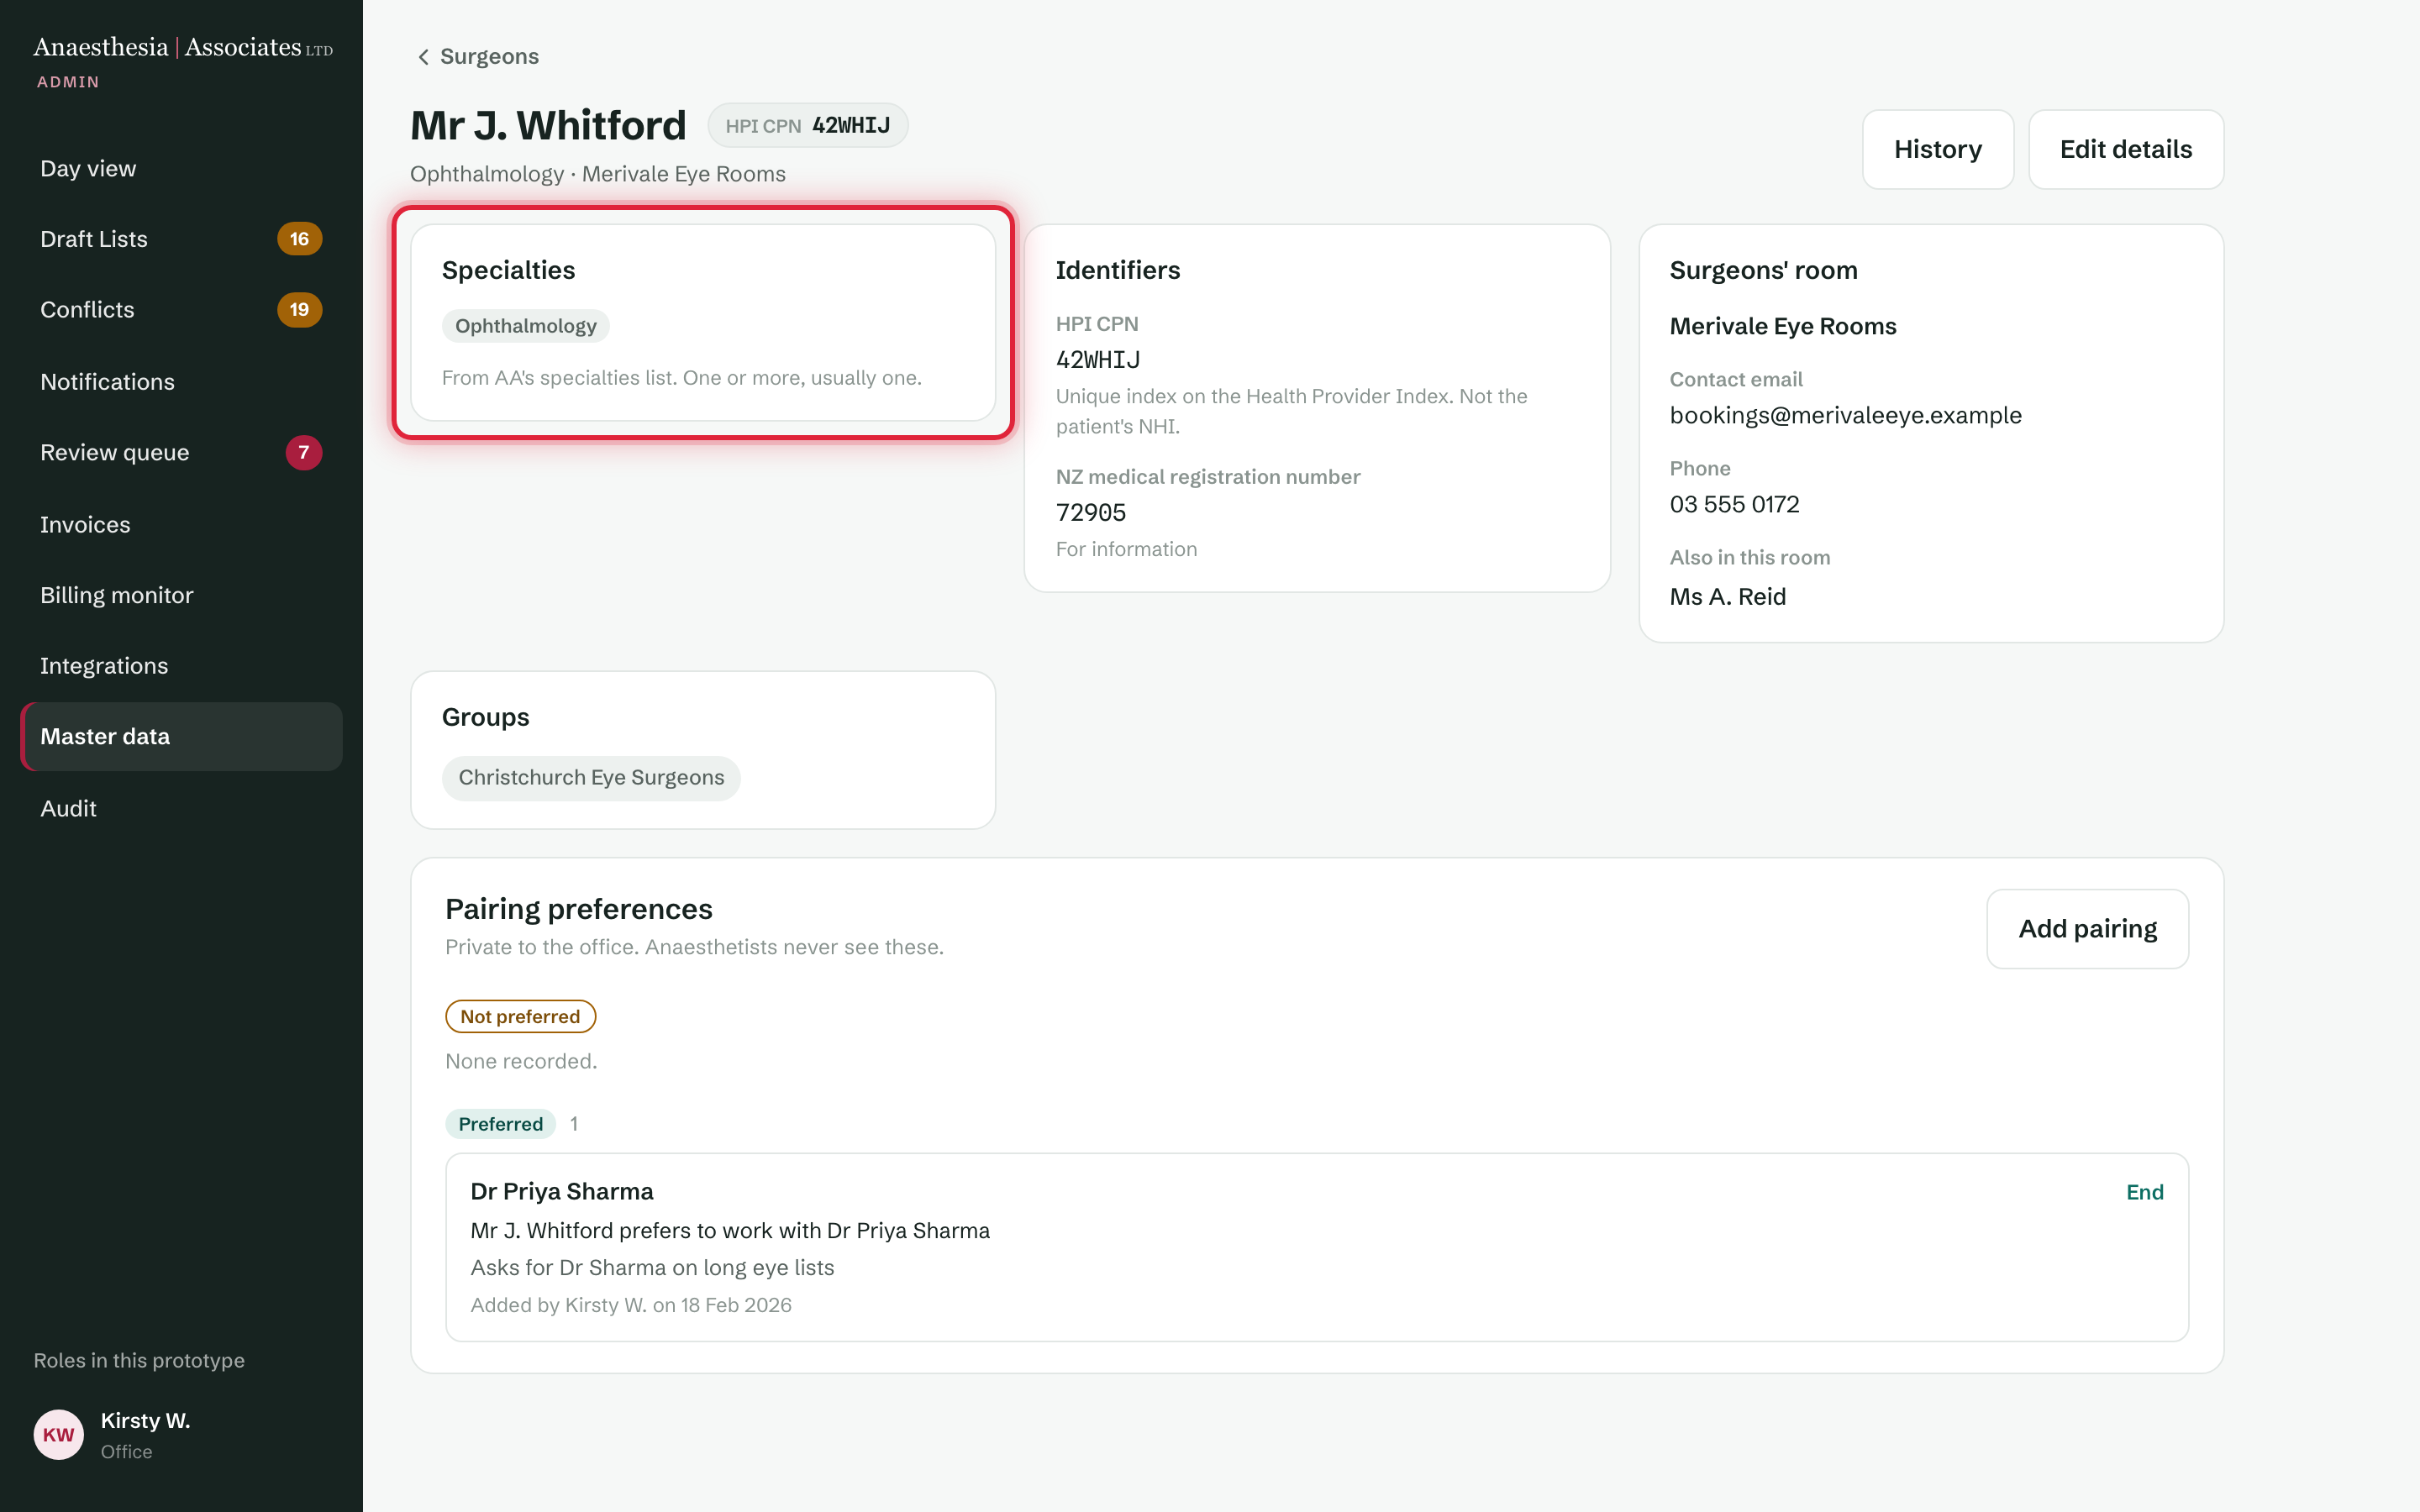 Anaesthesia | Associates LTD
ADMIN
Day view
Draft Lists 16
Conflicts 19
Notifications
Review queue 7
Invoices
Billing monitor
Integrations
Master data
Audit
Roles in this prototype
KW
Kirsty W.
Office
Surgeons
Mr J. Whitford HPI CPN 42WHIJ
Ophthalmology · Merivale Eye Rooms
History
Edit details
Specialties
Ophthalmology
From AA's specialties list. One or more, usually one.
Identifiers
HPI CPN
42WHIJ
Unique index on the Health Provider Index. Not the
patient's NHI.
NZ medical registration number
72905
For information
Surgeons' room
Merivale Eye Rooms
Contact email
bookings@merivaleeye.example
Phone
03 555 0172
Also in this room
Ms A. Reid
Groups
Christchurch Eye Surgeons
Pairing preferences
Private to the office. Anaesthetists never see these.
Add pairing
Not preferred
None recorded.
Preferred 1
Dr Priya Sharma
End
Mr J. Whitford prefers to work with Dr Priya Sharma
Asks for Dr Sharma on long eye lists
Added by Kirsty W. on 18 Feb 2026